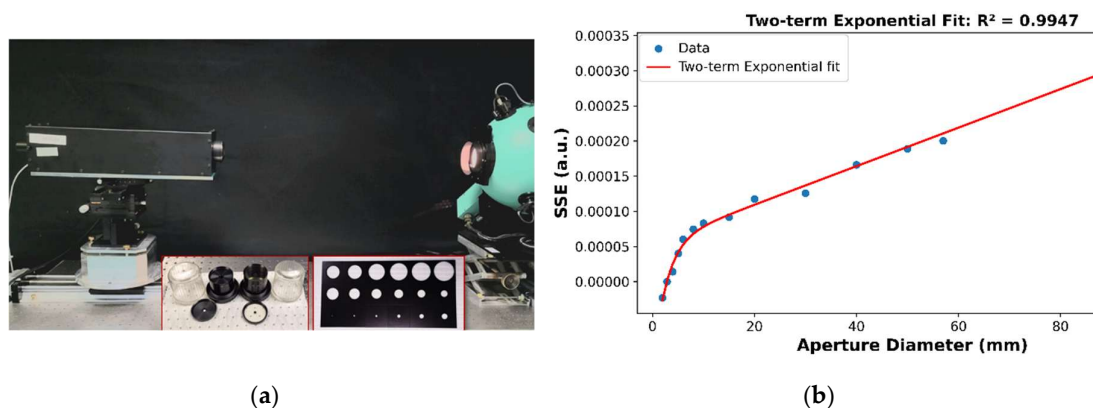 Two-term Exponential Fit: R² = 0.9947
0.00035
0.00030
0.00025
0.00020
0.00015
0.00010
0.00005
0.00000
SSE (a.u.)
Data
Two-term Exponential fit
0
20
40
60
80
Aperture Diameter (mm)
(a)
(b)